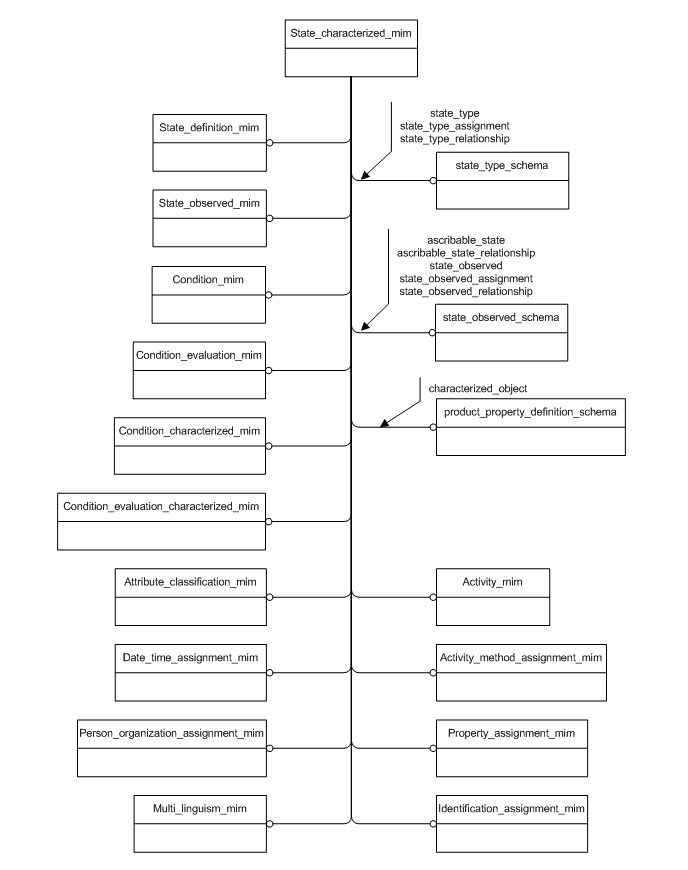 State_characterized_mim
state_type
state_type_assignment
state_type_relationship
State_definition_mim
state_type_schema
State_observed_mim
ascribable_state
ascribable_state_relationship
state_observed
state_observed_assignment
state_observed_relationship
Condition_mim
state_observed_schema
Condition_evaluation_mim
characterized_object
product_property_definition_schema
Condition_characterized_mim
Condition_evaluation_characterized_mim
Attribute_classification_mim
Activity_mim
Date_time_assignment_mim
Activity_method_assignment_mim
Person_organization_assignment_mim
Property_assignment_mim
Multi_linguism_mim
Identification_assignment_mim